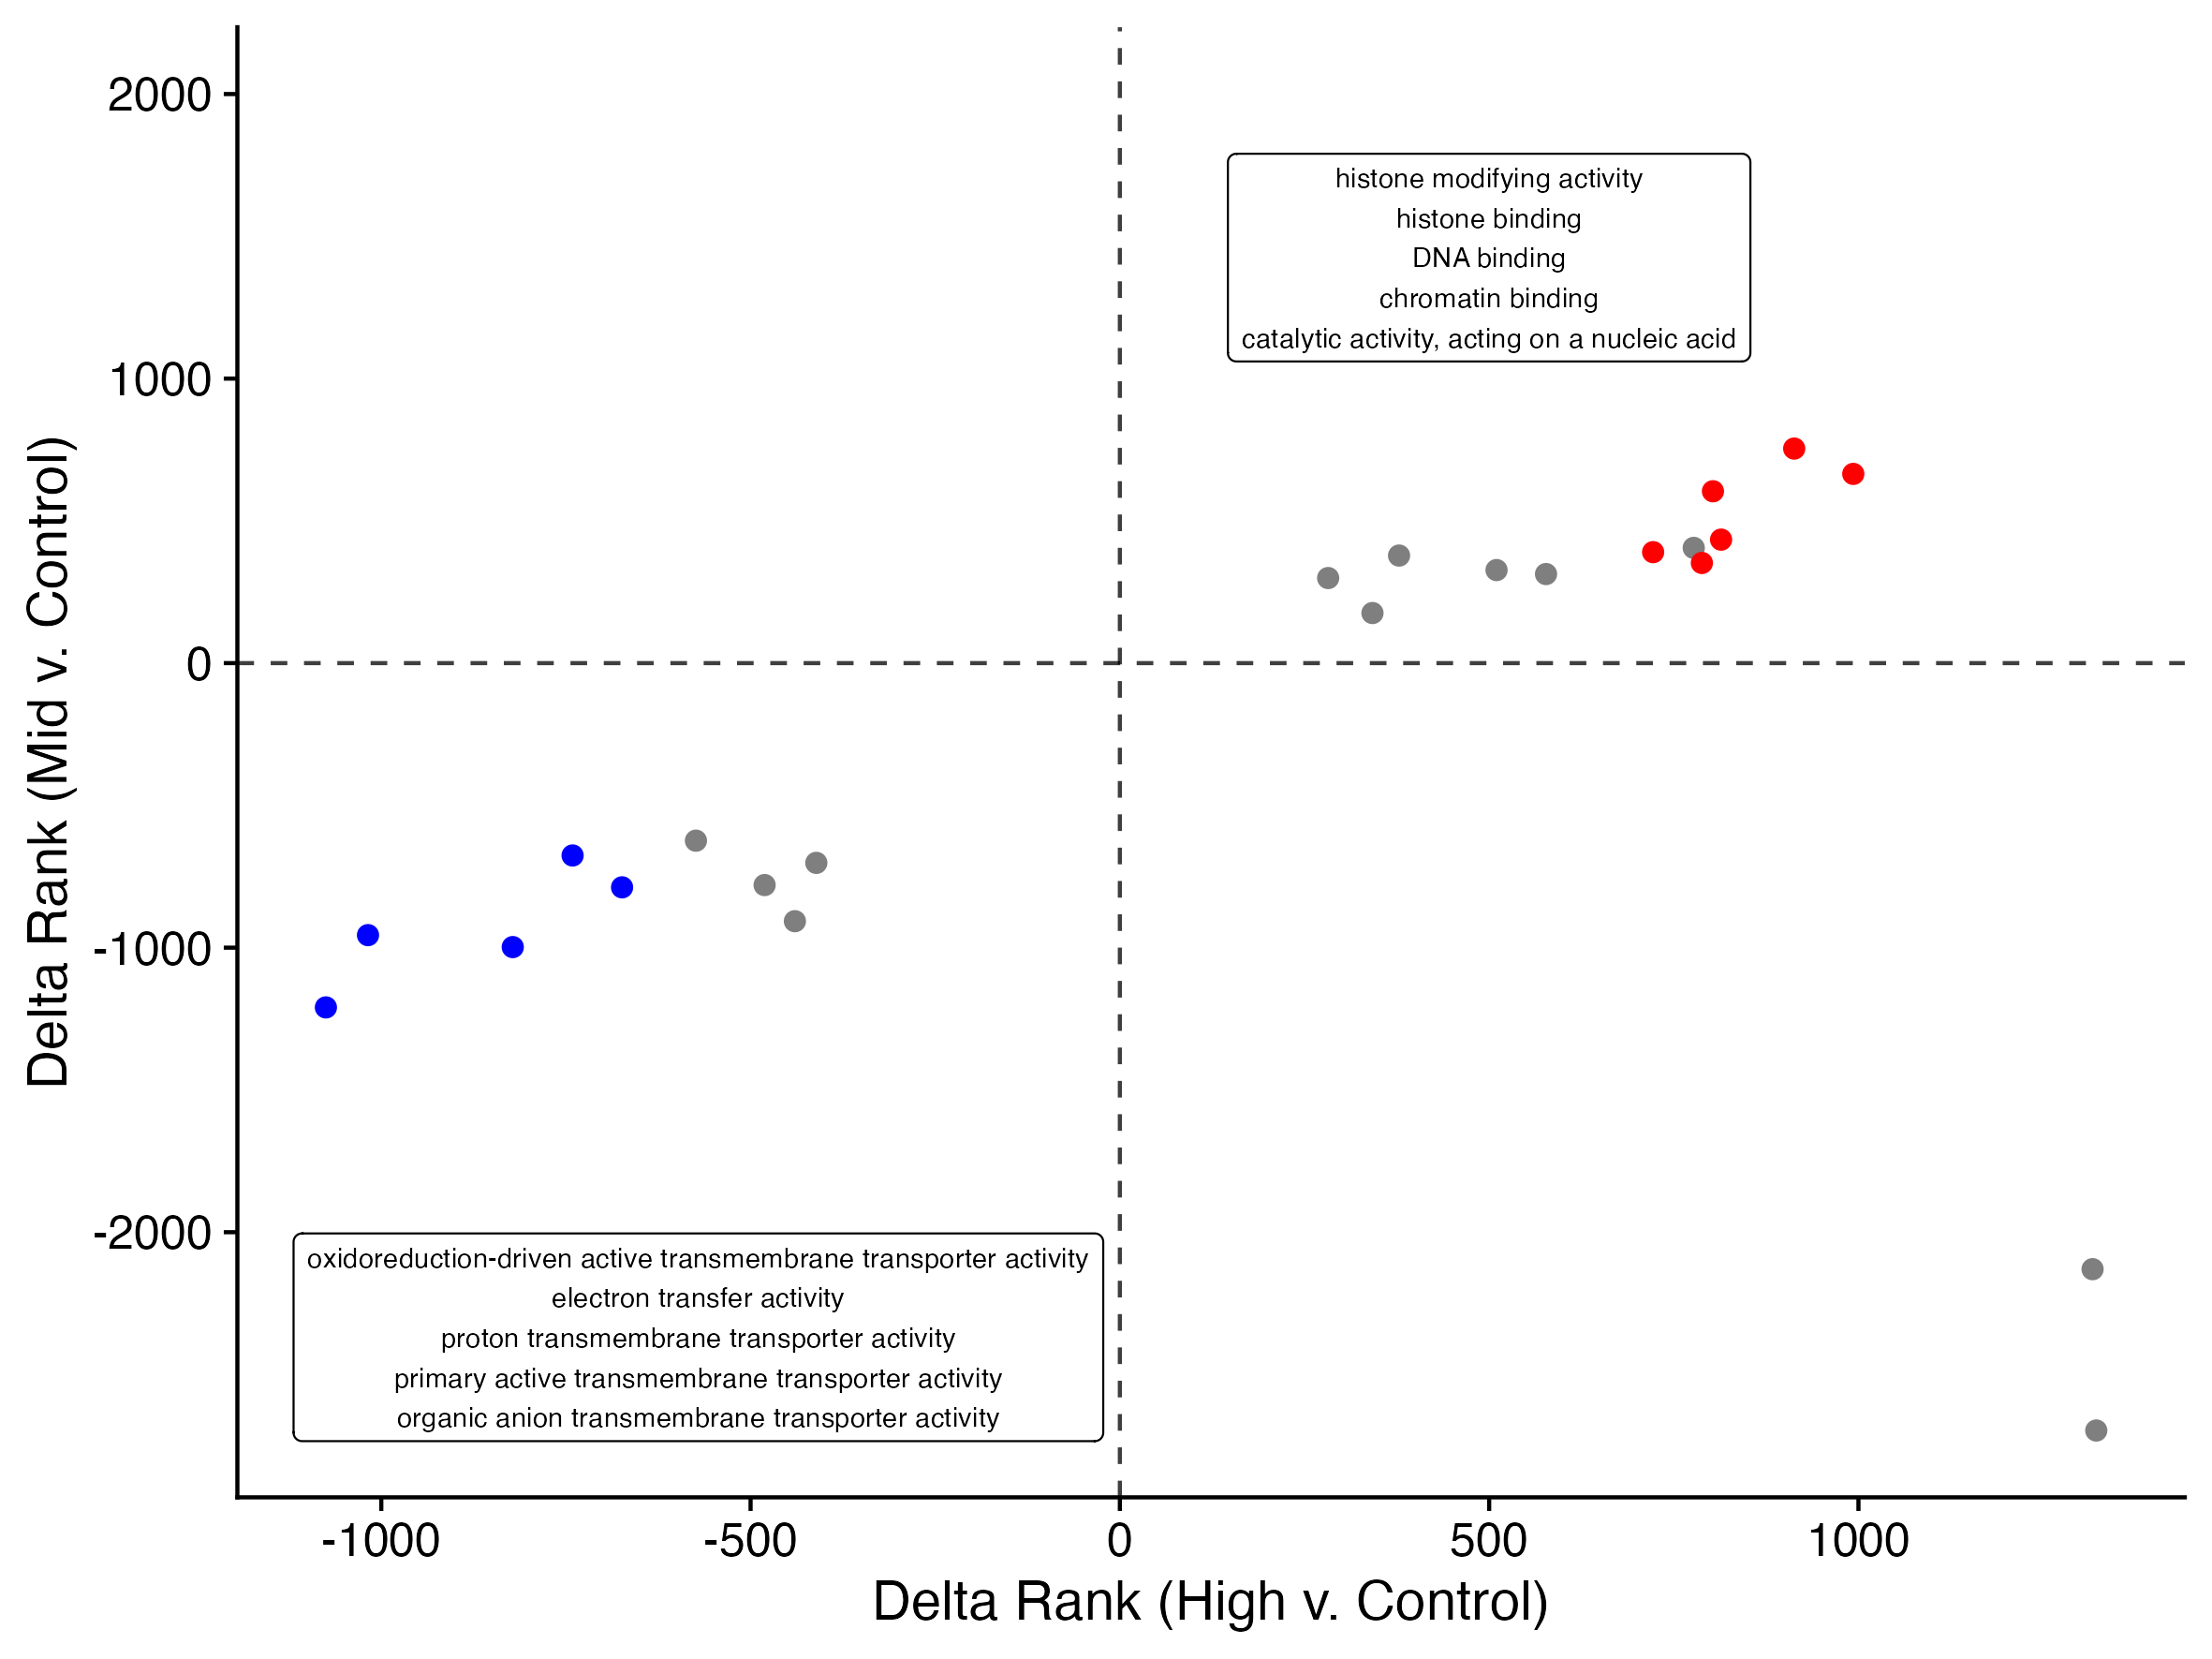 2000
1000
0
-1000
-2000
Delta Rank (Mid v. Control)
histone modifying activity
histone binding
DNA binding
chromatin binding
catalytic activity, acting on a nucleic acid
oxidoreduction-driven active transmembrane transporter activity
electron transfer activity
proton transmembrane transporter activity
primary active transmembrane transporter activity
organic anion transmembrane transporter activity
-1000
-500
0
500
1000
Delta Rank (High v. Control)